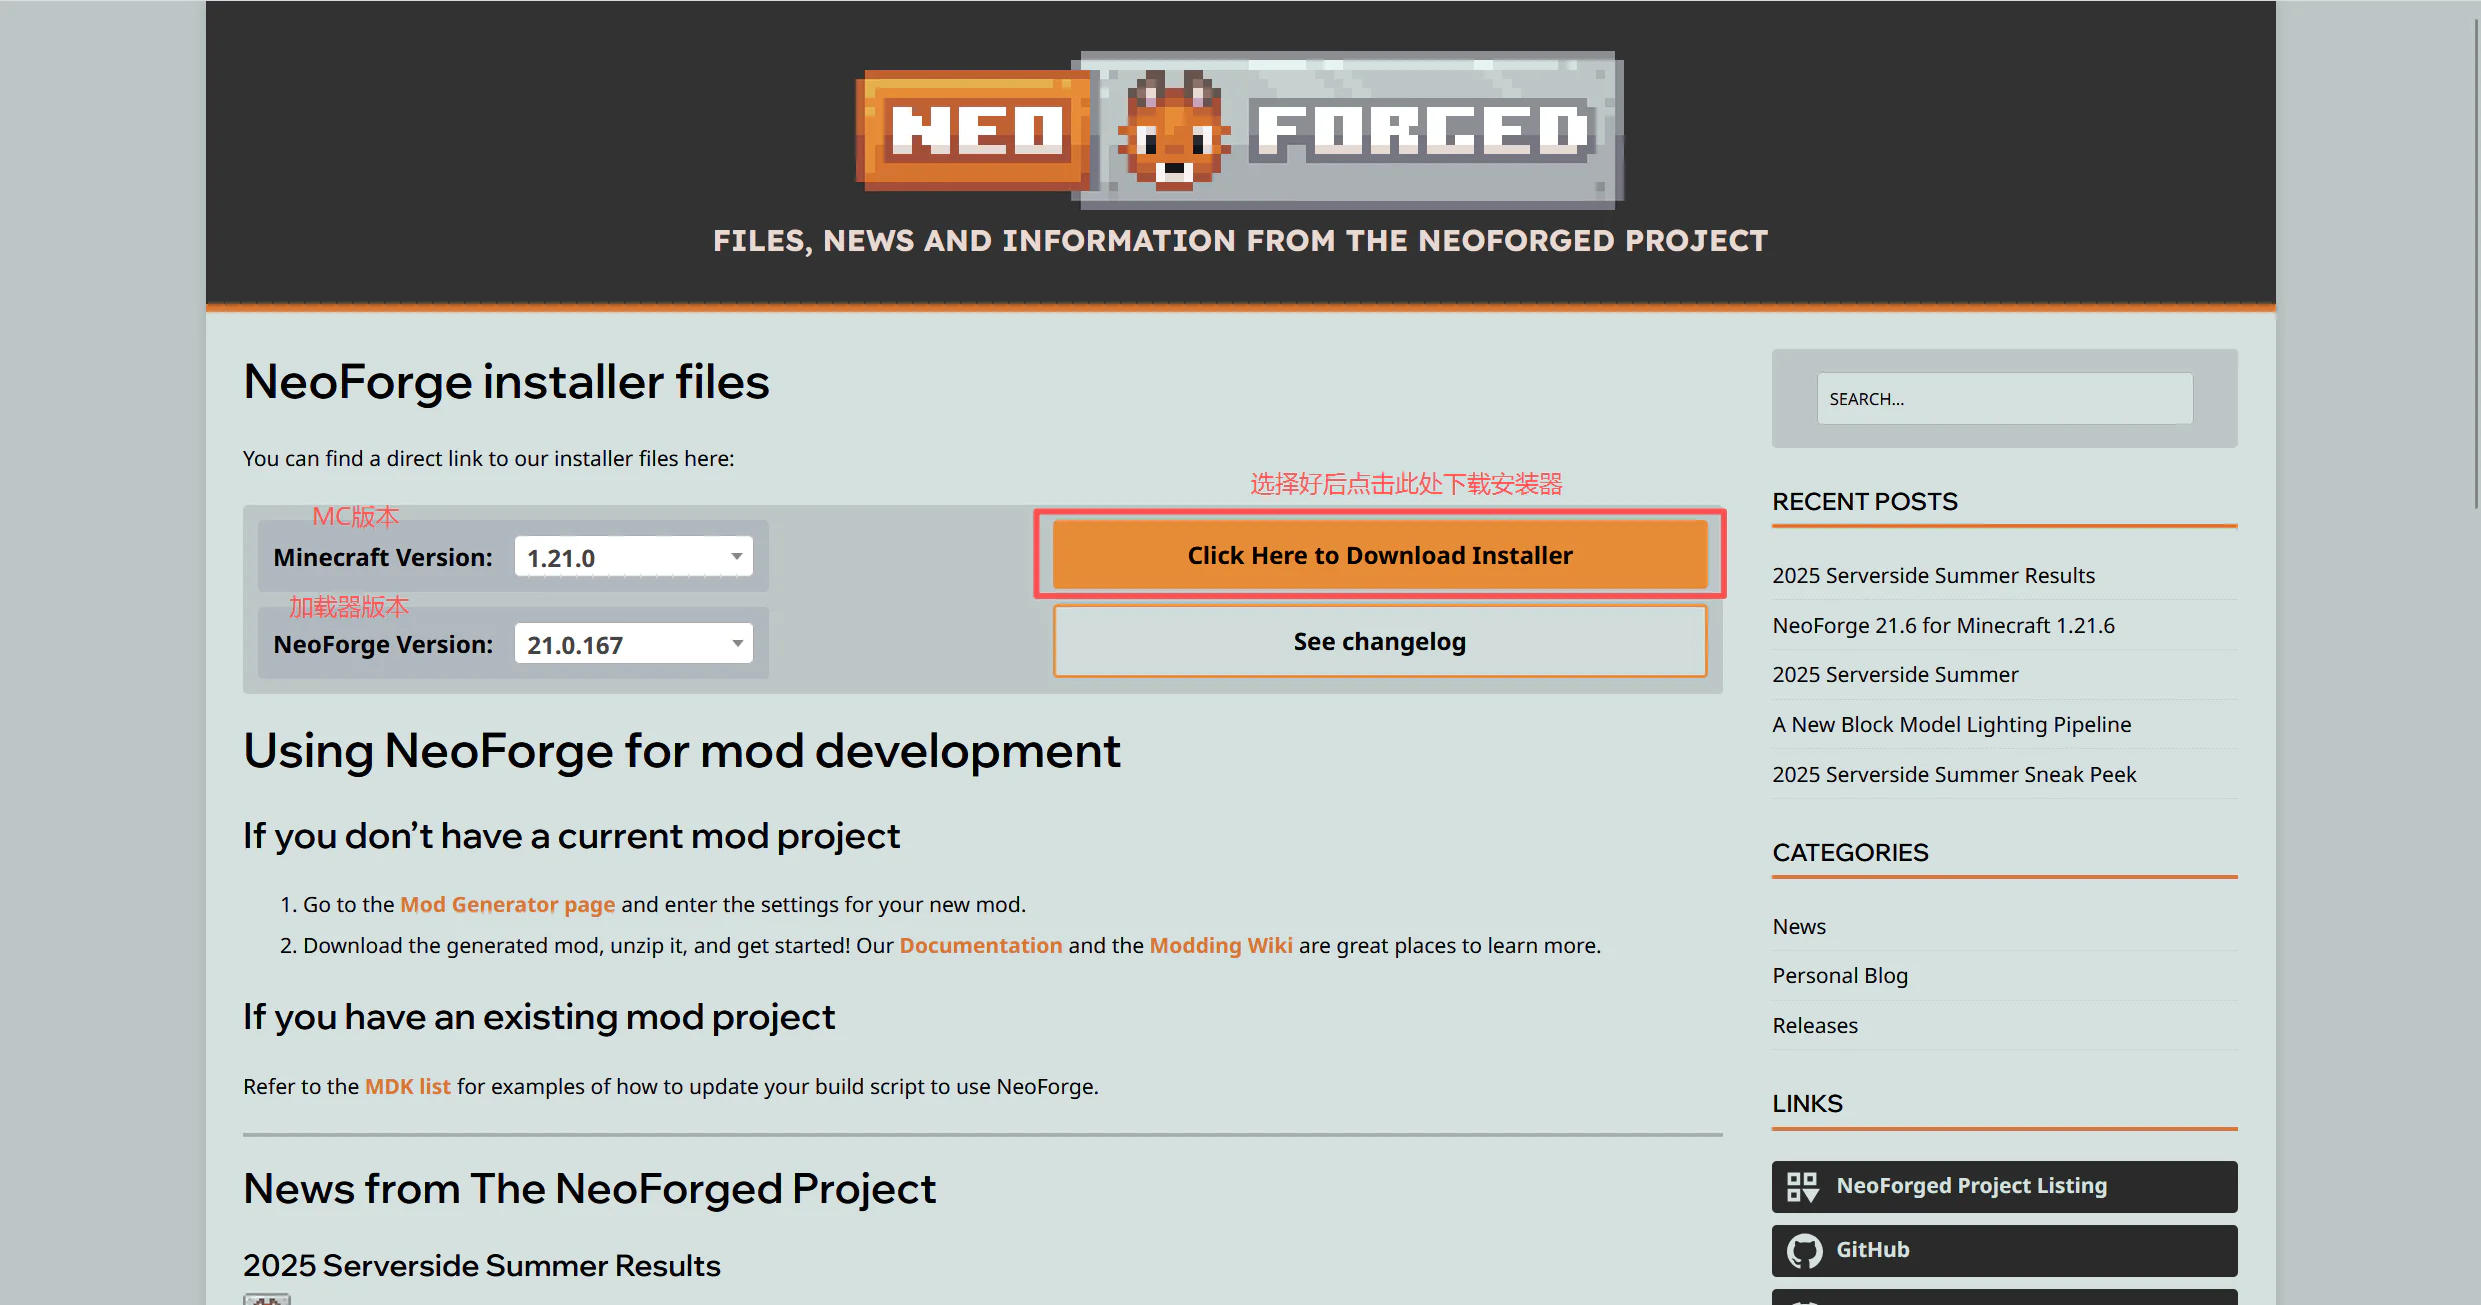 NEO FORGED
FILES, NEWS AND INFORMATION FROM THE NEOFORGED PROJECT
NeoForge installer files
You can find a direct link to our installer files here:
选择好后点击此处下载安装器
MC版本
Minecraft Version: 1.21.0
Click Here to Download Installer
加载器版本
NeoForge Version: 21.0.167
See changelog
Using NeoForge for mod development
If you don’t have a current mod project
1. Go to the Mod Generator page and enter the settings for your new mod.
2. Download the generated mod, unzip it, and get started! Our Documentation and the Modding Wiki are great places to learn more.
If you have an existing mod project
Refer to the MDK list for examples of how to update your build script to use NeoForge.
News from The NeoForged Project
2025 Serverside Summer Results
SEARCH...
RECENT POSTS
2025 Serverside Summer Results
NeoForge 21.6 for Minecraft 1.21.6
2025 Serverside Summer
A New Block Model Lighting Pipeline
2025 Serverside Summer Sneak Peek
CATEGORIES
News
Personal Blog
Releases
LINKS
NeoForged Project Listing
GitHub